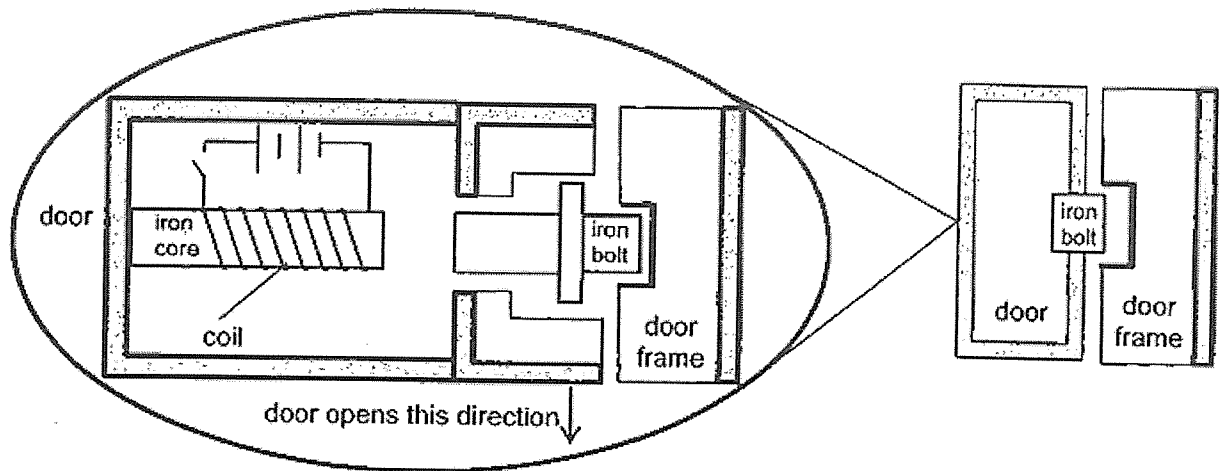 door
iron
core
coil
iron
bolt
door
frame
door opens this direction
iron
bolt
door
door
frame